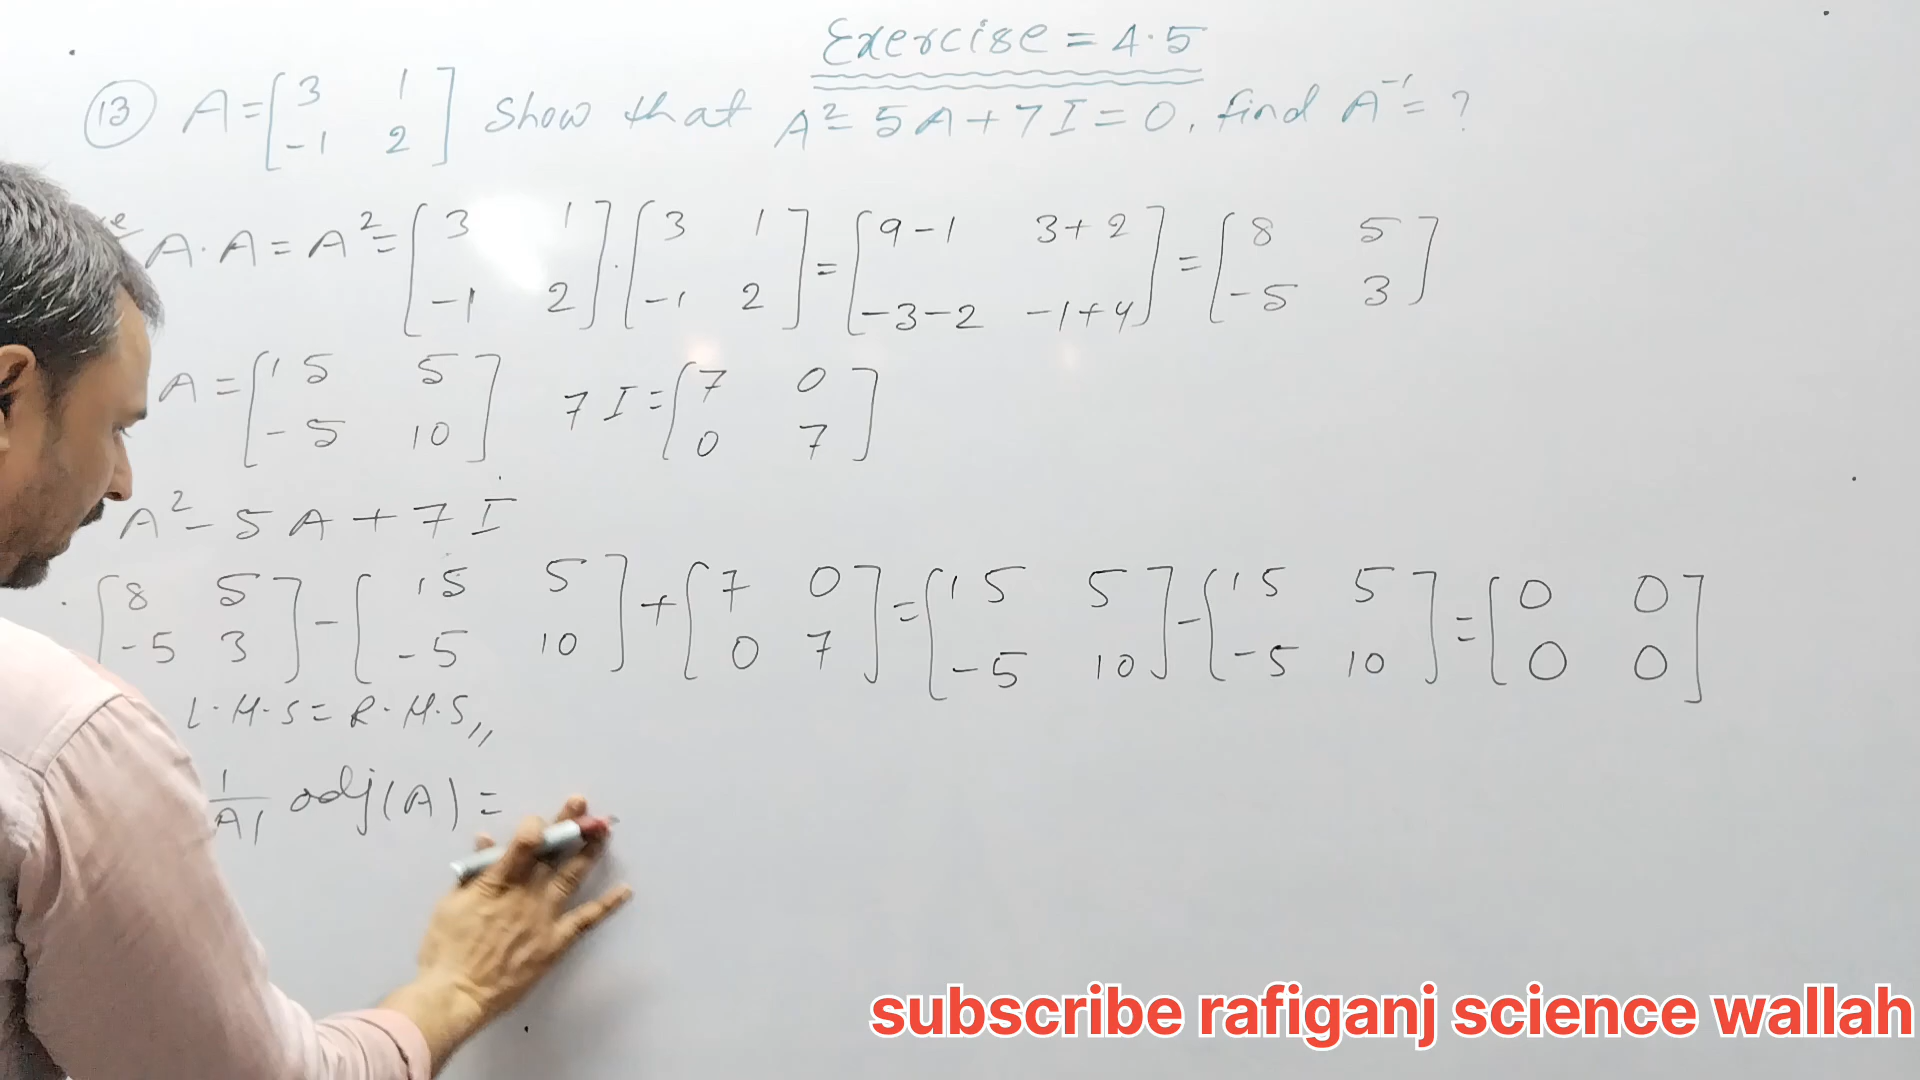 Exercise = 4.5
(13) A = [3 1 -1 2] Show that A² - 5A + 7I = 0, find A⁻¹ = ?
A·A = A² = [3 1 -1 2] · [3 1 -1 2] = [9-1 3+2 -3-2 -1+4] = [8 5 -5 3]
A = [15 5 -5 10] 7I = [7 0 0 7]
A² - 5A + 7I
[8 5 -5 3] - [15 5 -5 10] + [7 0 0 7] = [15 5 -5 10] - [15 5 -5 10] = [0 0 0 0]
L.H.S = R.H.S,,
1/A| adj(A) =
subscribe rafiganj science wallah